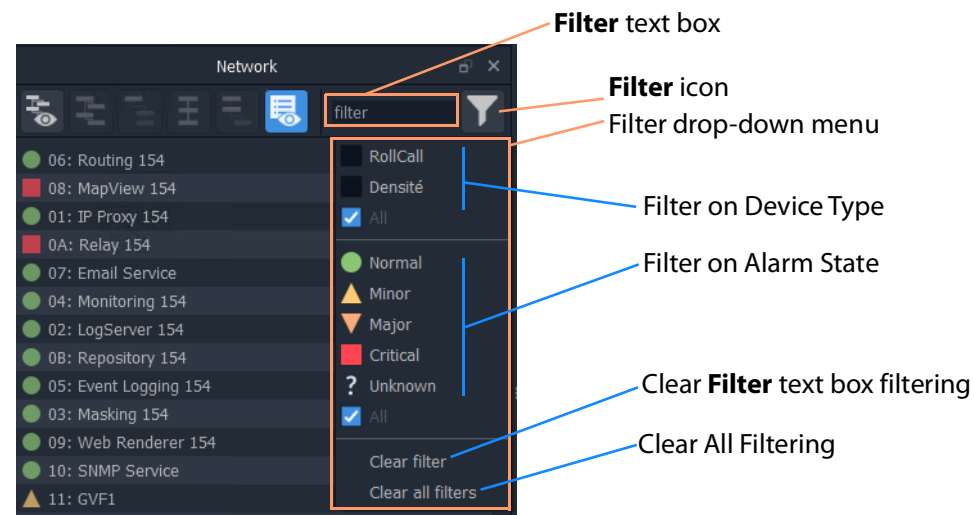 Filter text box
Network
Filter icon
filter
Filter drop-down menu
06: Routing 154
08: MapView 154
01: IP Proxy 154
0A: Relay 154
07: Email Service
04: Monitoring 154
02: LogServer 154
0B: Repository 154
05: Event Logging 154
03: Masking 154
09: Web Renderer 154
10: SNMP Service
11: GVF1
RollCall
Densité
All
Filter on Device Type
Normal
Minor
Major
Critical
? Unknown
All
Filter on Alarm State
Clear filter
Clear all filters
Clear Filter text box filtering
Clear All Filtering